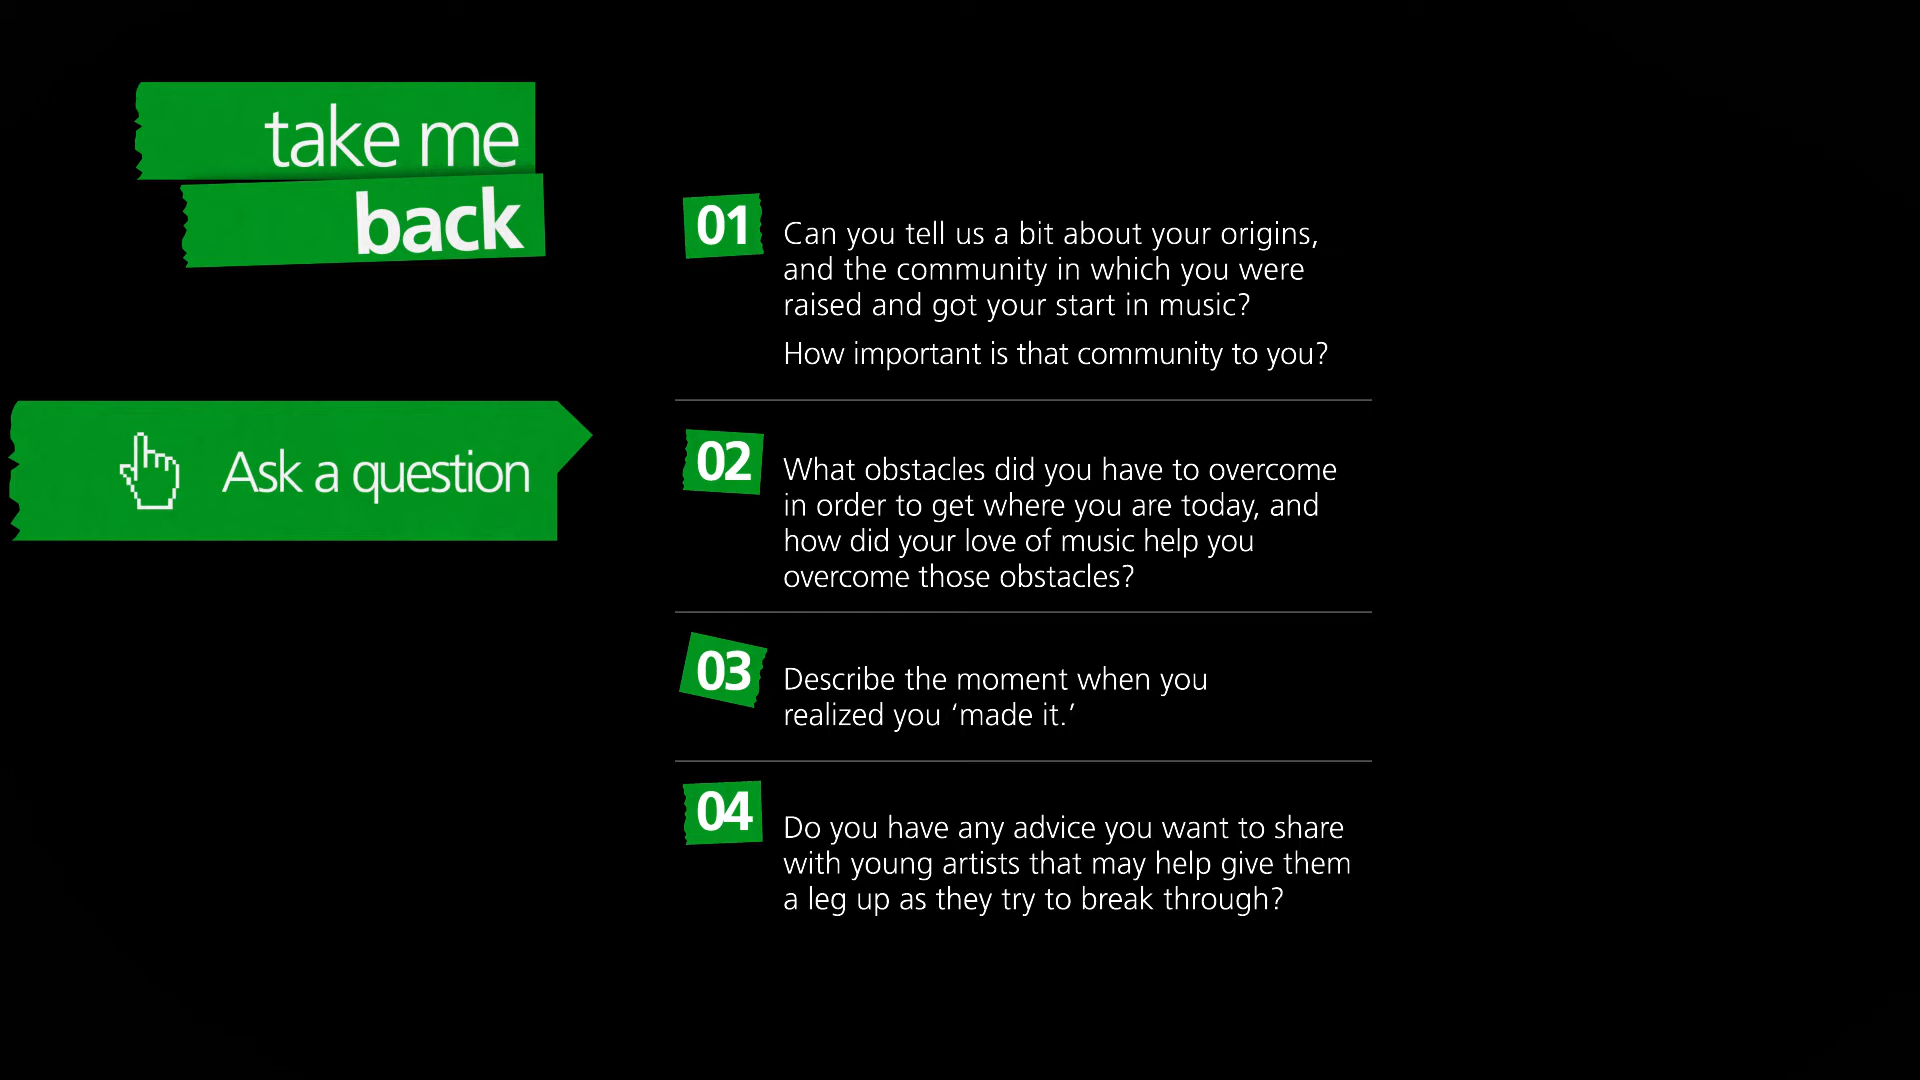 take me
back
Ask a question
01
Can you tell us a bit about your origins,
and the community in which you were
raised and got your start in music?
How important is that community to you?
02
What obstacles did you have to overcome
in order to get where you are today, and
how did your love of music help you
overcome those obstacles?
03
Describe the moment when you
realized you ‘made it.’
04
Do you have any advice you want to share
with young artists that may help give them
a leg up as they try to break through?